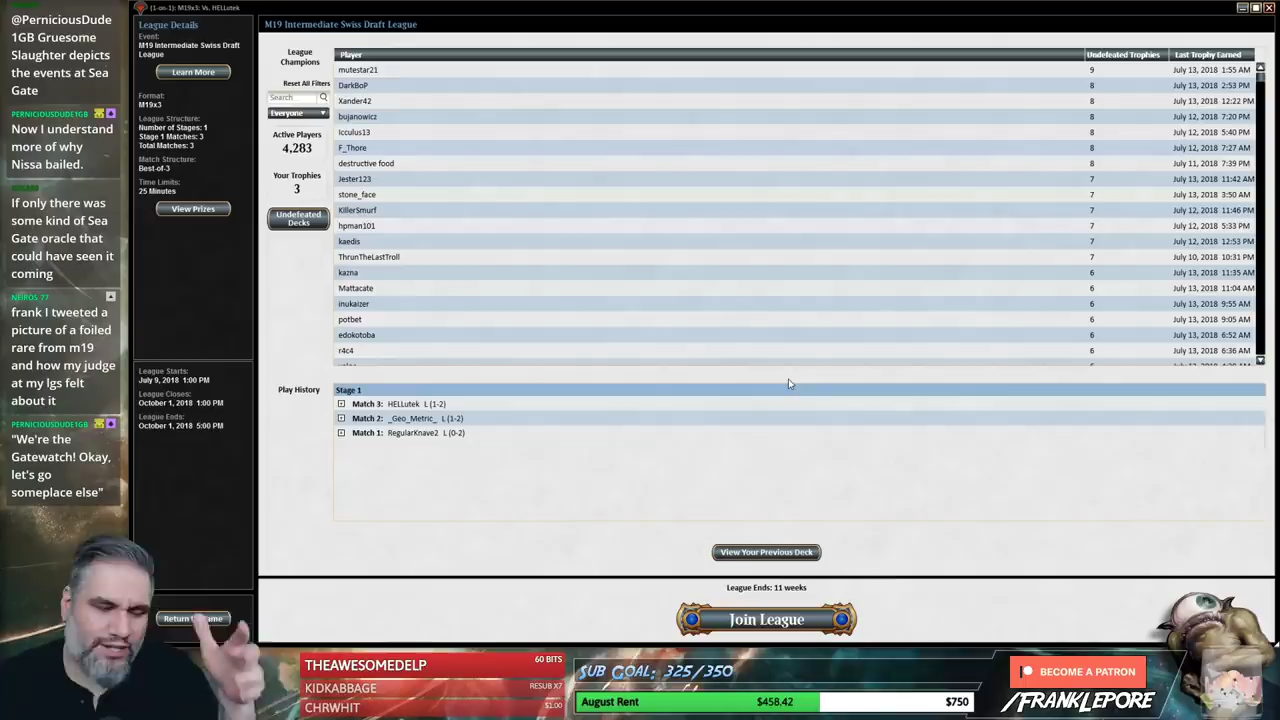 @PerniciousDude
1GB Gruesome
Slaughter depicts
the events at Sea
Gate
PERNICIOUSDUDE1GB
Now I understand
more of why
Nissa bailed.
If only there was
some kind of Sea
Gate oracle that
could have seen it
coming
NEIROS_77
frank I tweeted a
picture of a foiled
rare from m19
and how my judge
at my lgs felt
about it
PERNICIOUSDUDE1GB
"We're the
Gatewatch! Okay,
let's go
someplace else"
(1-on-1): M19x3: Vs. HELLutek
League Details
Event:
M19 Intermediate Swiss Draft
League
Learn More
Format:
M19x3
League Structure:
Number of Stages: 1
Stage 1 Matches: 3
Total Matches: 3
Match Structure:
Best-of-3
Time Limits:
25 Minutes
View Prizes
League Starts:
July 9, 2018 1:00 PM
League Closes:
October 1, 2018 1:00 PM
League Ends:
October 1, 2018 5:00 PM
M19 Intermediate Swiss Draft League
League
Champions
Reset All Filters
Search
Everyone
Active Players
4,283
Your Trophies
3
Undefeated
Decks
Player Undefeated Trophies Last Trophy Earned
mutestar21 9 July 13, 2018 1:55 AM
DarkBoP 8 July 13, 2018 2:53 PM
Xander42 8 July 13, 2018 12:22 PM
bujanowicz 8 July 12, 2018 7:20 PM
Icculus13 8 July 12, 2018 5:40 PM
F_Thore 8 July 12, 2018 7:27 AM
destructive food 8 July 11, 2018 7:39 PM
Jester123 7 July 13, 2018 11:42 AM
stone_face 7 July 13, 2018 3:50 AM
KillerSmurf 7 July 12, 2018 11:46 PM
hpman101 7 July 12, 2018 5:33 PM
kaedis 7 July 12, 2018 12:53 PM
ThrunTheLastTroll 7 July 10, 2018 10:31 PM
kazna 6 July 13, 2018 11:35 AM
Mattacate 6 July 13, 2018 11:04 AM
inukaizer 6 July 13, 2018 9:55 AM
potbet 6 July 13, 2018 9:05 AM
edokotoba 6 July 13, 2018 6:52 AM
r4c4 6 July 13, 2018 6:36 AM
Play History
Stage 1
Match 3: HELLutek L (1-2)
Match 2: _Geo_Metric_ L (1-2)
Match 1: RegularKnave2 L (0-2)
View Your Previous Deck
League Ends: 11 weeks
Join League
THEAWESOMEDELP 60 BITS
KIDKABBAGE RESUB X7
CHRWHIT $1.00
SUB GOAL: 325/350
August Rent $458.42 $750
BECOME A PATRON
/FRANKLEPORE